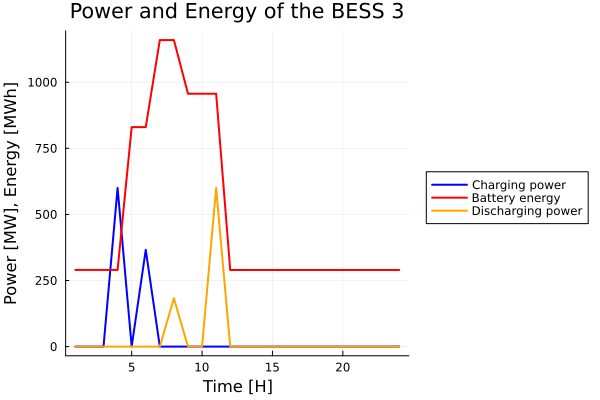 Power and Energy of the BESS 3
Power [MW], Energy [MWh]
1000
750
500
250
0
5
10
15
20
Time [H]
Charging power
Battery energy
Discharging power